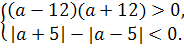 (a − 12)(a + 12) > 0,
|a + 5| − |a − 5| < 0.